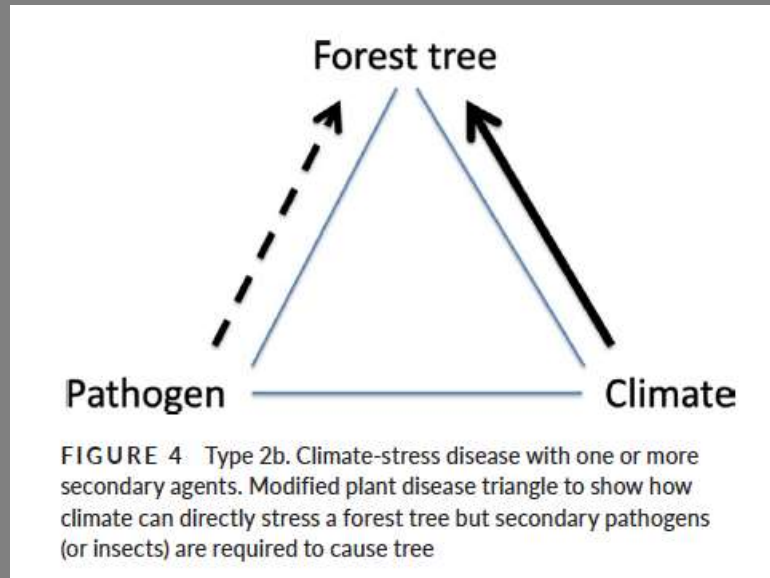 Forest tree
Pathogen
Climate
FIGURE 4 Type 2b. Climate-stress disease with one or more
secondary agents. Modified plant disease triangle to show how
climate can directly stress a forest tree but secondary pathogens
(or insects) are required to cause tree